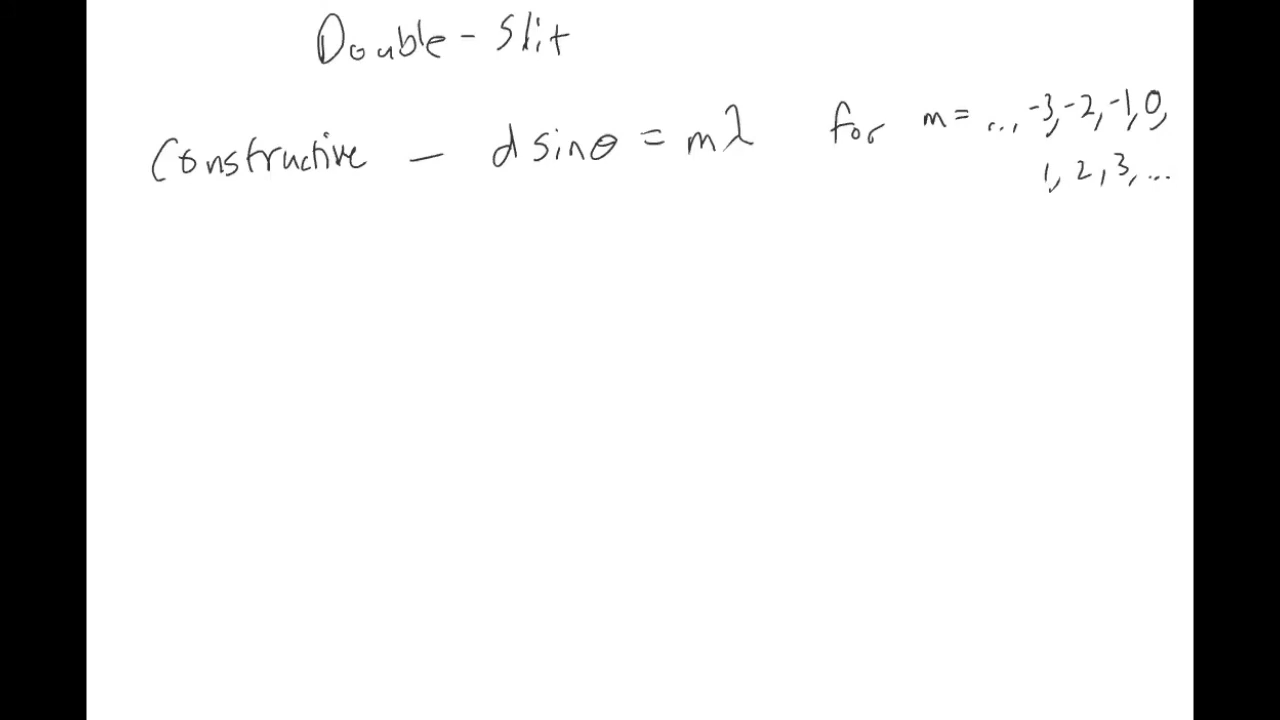 Double-Slit
Constructive - d sinθ = mλ for m = ..., -3, -2, -1, 0,
1, 2, 3, ...